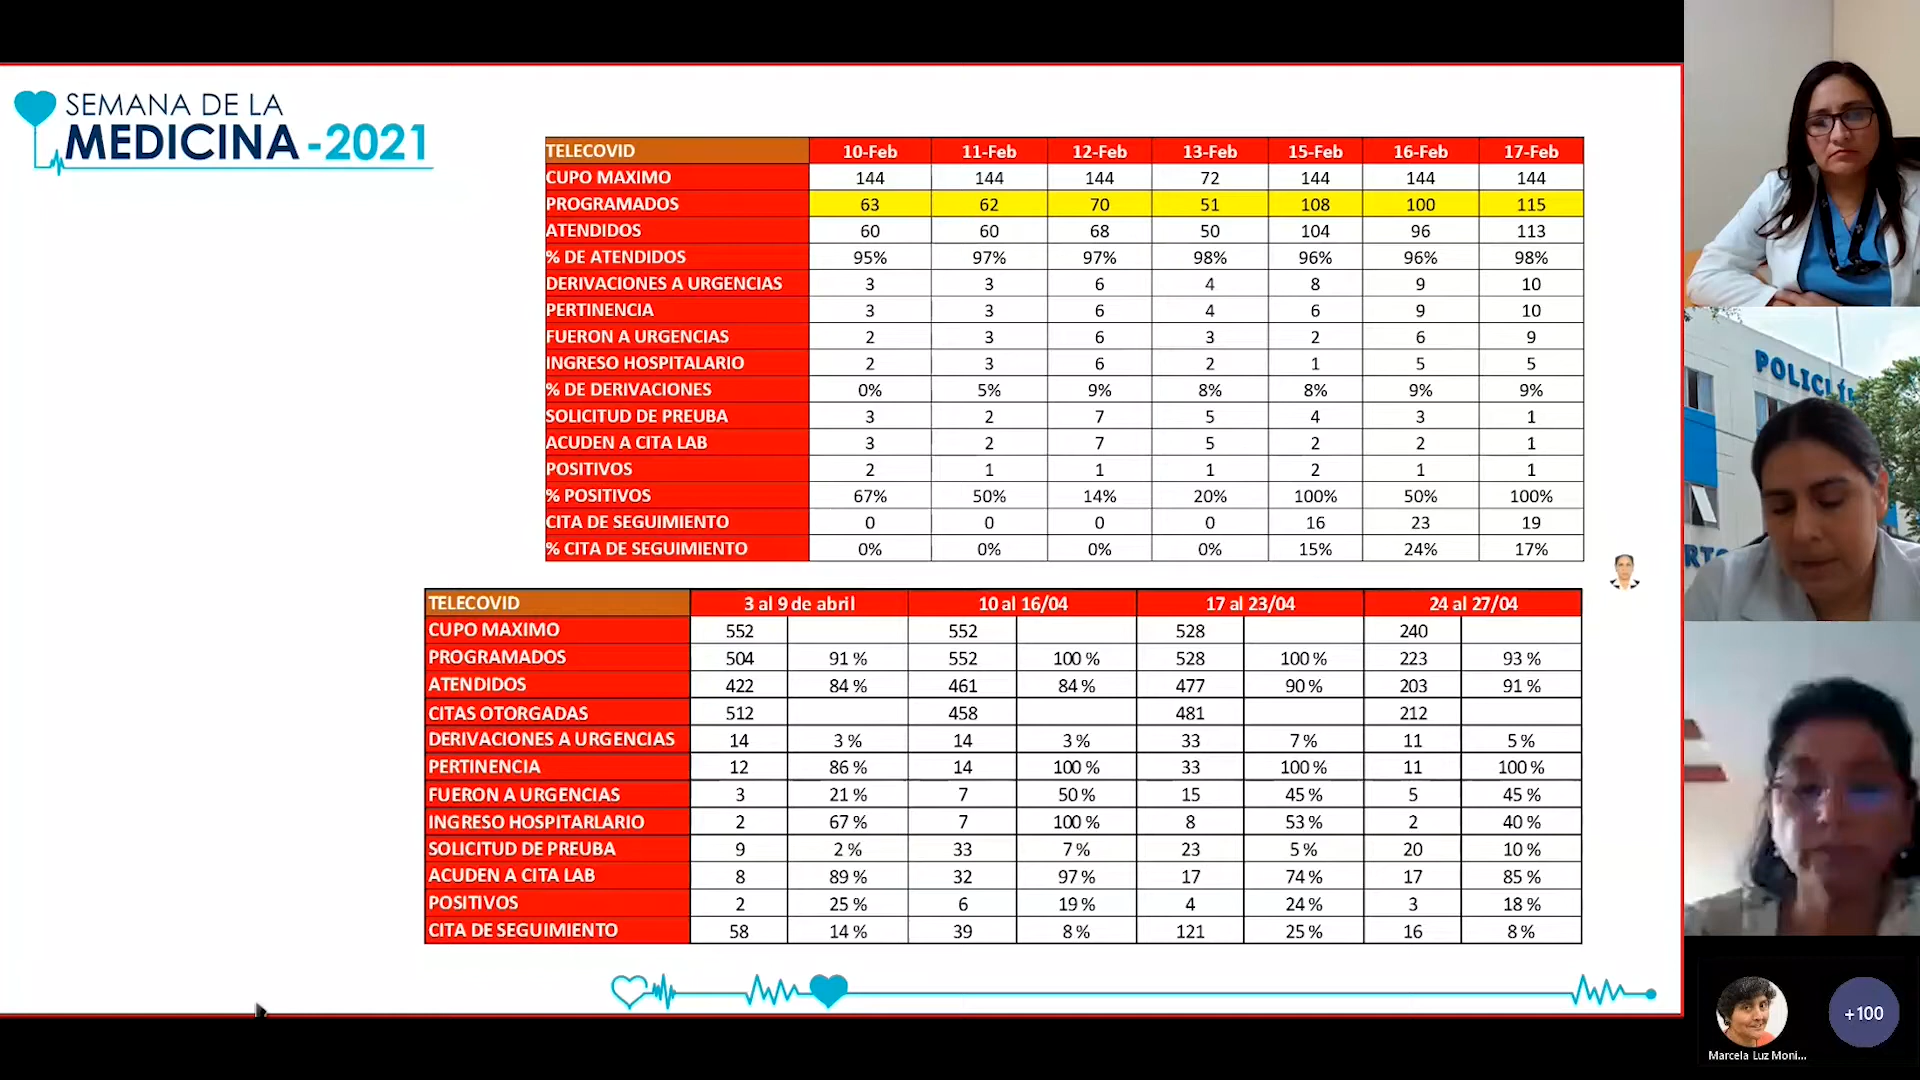 SEMANA DE LA
MEDICINA-2021
TELECOVID 10-Feb 11-Feb 12-Feb 13-Feb 15-Feb 16-Feb 17-Feb
CUPO MAXIMO 144 144 144 72 144 144 144
PROGRAMADOS 63 62 70 51 108 100 115
ATENDIDOS 60 60 68 50 104 96 113
% DE ATENDIDOS 95% 97% 97% 98% 96% 96% 98%
DERIVACIONES A URGENCIAS 3 3 6 4 8 9 10
PERTINENCIA 3 3 6 4 6 9 10
FUERON A URGENCIAS 2 3 6 3 2 6 9
INGRESO HOSPITALARIO 2 3 6 2 1 5 5
% DE DERIVACIONES 0% 5% 9% 8% 8% 9% 9%
SOLICITUD DE PREUBA 3 2 7 5 4 3 1
ACUDEN A CITA LAB 3 2 7 5 2 2 1
POSITIVOS 2 1 1 1 2 1 1
% POSITIVOS 67% 50% 14% 20% 100% 50% 100%
CITA DE SEGUIMIENTO 0 0 0 0 16 23 19
% CITA DE SEGUIMIENTO 0% 0% 0% 0% 15% 24% 17%
TELECOVID 3 al 9 de abril 10 al 16/04 17 al 23/04 24 al 27/04
CUPO MAXIMO 552 552 528 240
PROGRAMADOS 504 91 % 552 100 % 528 100 % 223 93 %
ATENDIDOS 422 84 % 461 84 % 477 90 % 203 91 %
CITAS OTORGADAS 512 458 481 212
DERIVACIONES A URGENCIAS 14 3 % 14 3 % 33 7 % 11 5 %
PERTINENCIA 12 86 % 14 100 % 33 100 % 11 100 %
FUERON A URGENCIAS 3 21 % 7 50 % 15 45 % 5 45 %
INGRESO HOSPITARLARIO 2 67 % 7 100 % 8 53 % 2 40 %
SOLICITUD DE PREUBA 9 2 % 33 7 % 23 5 % 20 10 %
ACUDEN A CITA LAB 8 89 % 32 97 % 17 74 % 17 85 %
POSITIVOS 2 25 % 6 19 % 4 24 % 3 18 %
CITA DE SEGUIMIENTO 58 14 % 39 8 % 121 25 % 16 8 %
POLICLÍ
RTO
+100
Marcela Luz Moni...